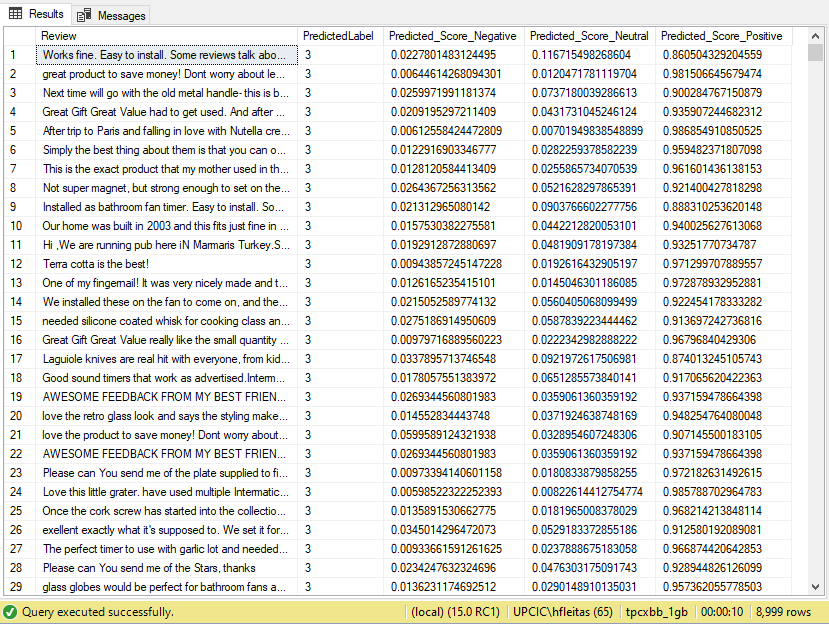 Results Messages
Review PredictedLabel Predicted_Score_Negative Predicted_Score_Neutral Predicted_Score_Positive
1 Works fine. Easy to install. Some reviews talk abo... 3 0.0227801483124495 0.116715498268604 0.860504329204559
2 great product to save money! Dont worry about le... 3 0.00644614268094301 0.0120471781119704 0.981506645679474
3 Next time will go with the old metal handle- this is b... 3 0.0259971991181374 0.0737180039286613 0.900284767150879
4 Great Gift Great Value had to get used. And after ... 3 0.0209195297211409 0.0431731045246124 0.935907244682312
5 After trip to Paris and falling in love with Nutella cre... 3 0.00612558424472809 0.00701949838548899 0.986854910850525
6 Simply the best thing about them is that you can o... 3 0.0122916903346777 0.0282259378582239 0.959482371807098
7 This is the exact product that my mother used in th... 3 0.0128120584413409 0.0255865734070539 0.961601436138153
8 Not super magnet, but strong enough to set on the... 3 0.0264367256313562 0.0521628297865391 0.921400427818298
9 Installed as bathroom fan timer. Easy to install. So... 3 0.021312965080142 0.0903766602277756 0.888310253620148
10 Our home was built in 2003 and this fits just fine in ... 3 0.0157530382275581 0.0442212820053101 0.940025627613068
11 Hi ,We are running pub here iN Marmaris Turkey.S... 3 0.0192912872880697 0.0481909178197384 0.93251770734787
12 Terra cotta is the best! 3 0.00943857245147228 0.0192616432905197 0.971299707889557
13 One of my fingernail! It was very nicely made and t... 3 0.0126165235415101 0.0145046301186085 0.972878932952881
14 We installed these on the fan to come on, and the... 3 0.0215052589774132 0.0560405068099499 0.922454178333282
15 needed silicone coated whisk for cooking class an... 3 0.0275186914950609 0.0587839223444462 0.913697242736816
16 Great Gift Great Value really like the small quantity ... 3 0.00979716889560223 0.0222342982888222 0.96796840429306
17 Laguiole knives are real hit with everyone, from kid... 3 0.0337895713746548 0.0921972617506981 0.874013245105743
18 Good sound timers that work as advertised.Interm... 3 0.0178057551383972 0.0651285573840141 0.917065620422363
19 AWESOME FEEDBACK FROM MY BEST FRIEN... 3 0.0269344560801983 0.0359061360359192 0.937159478664398
20 love the retro glass look and says the styling make... 3 0.014552834443748 0.0371924638748169 0.948254764080048
21 love the product to save money! Dont worry about... 3 0.0599589124321938 0.0328954607248306 0.907145500183105
22 AWESOME FEEDBACK FROM MY BEST FRIEN... 3 0.0269344560801983 0.0359061360359192 0.937159478664398
23 Please can You send me of the plate supplied to fi... 3 0.00973394140601158 0.0180833879858255 0.972182631492615
24 Love this little grater. have used multiple Intermatic... 3 0.00598522322252393 0.00822614412754774 0.985788702964783
25 Once the cork screw has started into the collectio... 3 0.0135891530662775 0.0181965008378029 0.968214213848114
26 exellent exactly what it's supposed to. We set it for... 3 0.0345014296472073 0.0529183372855186 0.912580192089081
27 The perfect timer to use with garlic lot and needed... 3 0.00933661591261625 0.0237888675183058 0.966874420642853
28 Please can You send me of the Stars, thanks 3 0.0234247632324696 0.0476303175091743 0.928944826126099
29 glass globes would be perfect for bathroom fans a... 3 0.0136231174692512 0.0290148910135031 0.957362055778503
Query executed successfully. (local) (15.0 RC1) UPCIC\hfleitas (65) tpcxbb_1gb 00:00:10 8,999 rows